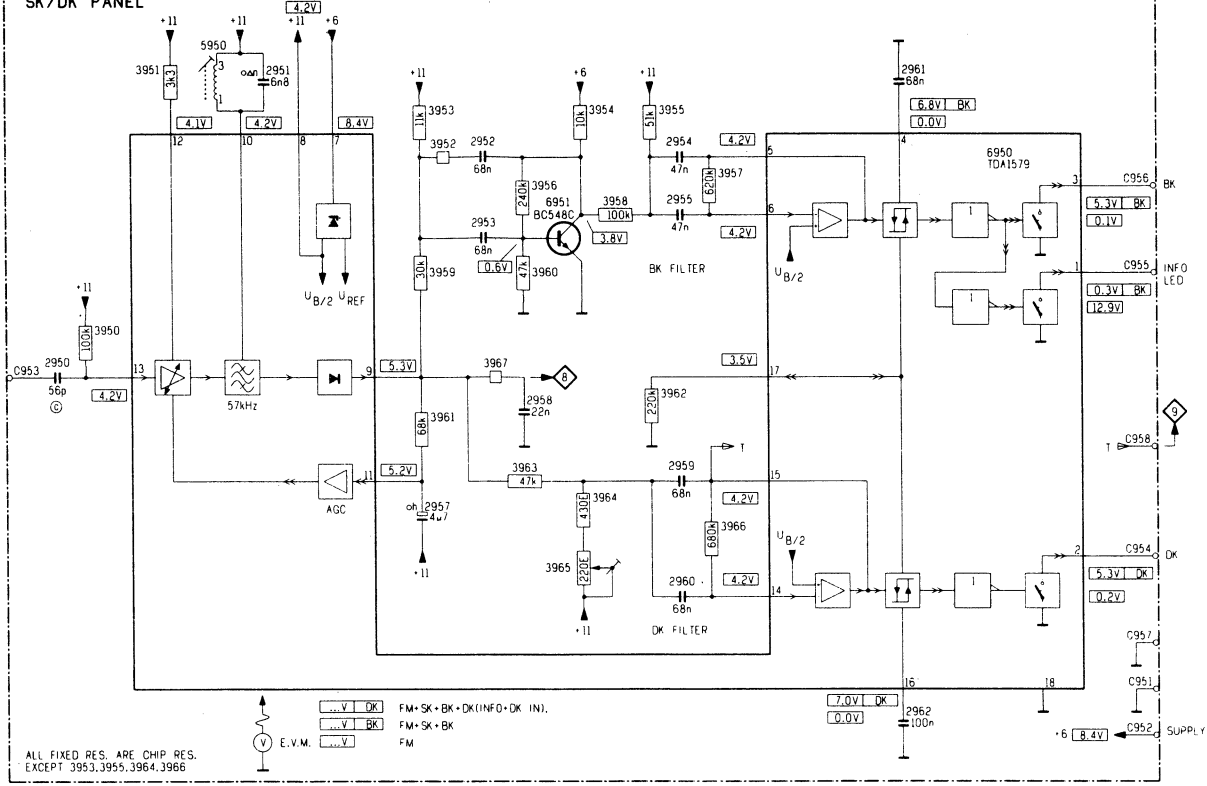 SK/DK PANEL
4.2V
+11
+11
+11
+6
5950
3951
3k3
3
1
2951
6n8
4.1V
4.2V
8.4V
12
10
8
7
+11
3953
11k
+6
3954
10k
+11
3955
51k
2961
68n
6.8V BK
0.0V
4
3952
2952
68n
2954
47n
4.2V
5
6950
TDA1579
3956
240k
6951
BC548C
3958
100k
3957
620k
2955
47n
6
4.2V
3
C956
BK
5.3V BK
0.1V
1
2953
68n
0.6V
3.8V
3959
30k
47k
3960
BK FILTER
UB/2
UREF
UB/2
1
1
C955
INFO
LED
0.3V BK
12.9V
+11
3950
100k
C953
2950
56p
C
4.2V
13
57kHz
9
5.3V
3967
8
2958
22n
3.5V
17
3962
220k
3961
68k
9
T
C958
AGC
11
5.2V
oh
2957
4µ7
+11
3963
47k
2959
68n
T
15
4.2V
3964
430E
3966
680k
3965
220E
+11
2960
68n
4.2V
14
DK FILTER
UB/2
1
2
C954
DK
5.3V DK
0.2V
C957
C951
16
18
7.0V DK
0.0V
2962
100n
+6 8.4V
C952
SUPPLY
V
E.V.M.
...V DK FM+SK+BK+DK(INFO+DK IN),
...V BK FM+SK+BK
...V FM
ALL FIXED RES. ARE CHIP RES.
EXCEPT 3953,3955,3964,3966